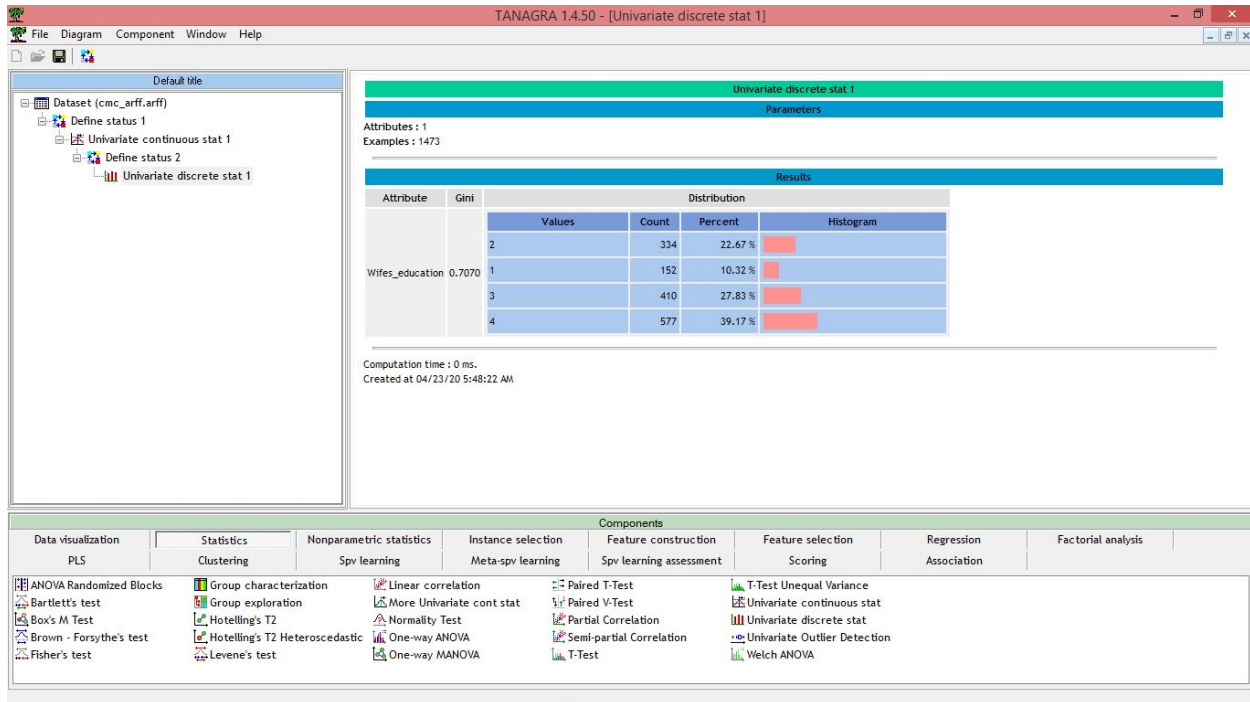 TANAGRA 1.4.50 - [Univariate discrete stat 1]
File Diagram Component Window Help
Default title
Dataset (cmc_arff.arff)
Define status 1
Univariate continuous stat 1
Define status 2
Univariate discrete stat 1
Univariate discrete stat 1
Parameters
Attributes : 1
Examples : 1473
Results
Attribute Gini Distribution
Values Count Percent Histogram
2 334 22.67 %
Wifes_education 0.7070 1 152 10.32 %
3 410 27.83 %
4 577 39.17 %
Computation time : 0 ms.
Created at 04/23/20 5:48:22 AM
Components
Data visualization Statistics Nonparametric statistics Instance selection Feature construction Feature selection Regression Factorial analysis
PLS Clustering Spv learning Meta-spv learning Spv learning assessment Scoring Association
ANOVA Randomized Blocks Group characterization Linear correlation Paired T-Test T-Test Unequal Variance
Bartlett's test Group exploration More Univariate cont stat Paired V-Test Univariate continuous stat
Box's M Test Hotelling's T2 Normality Test Partial Correlation Univariate discrete stat
Brown - Forsythe's test Hotelling's T2 Heteroscedastic One-way ANOVA Semi-partial Correlation Univariate Outlier Detection
Fisher's test Levene's test One-way MANOVA T-Test Welch ANOVA